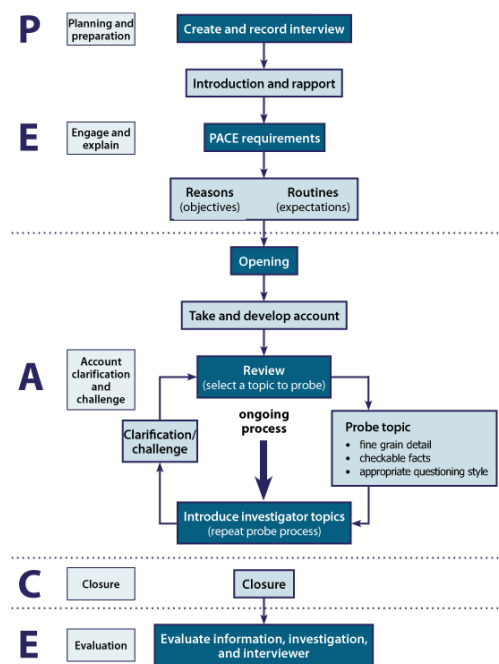 P
Planning and
preparation
Create and record interview
Introduction and rapport
E
Engage and
explain
PACE requirements
Reasons
(objectives)
Routines
(expectations)
Opening
Take and develop account
A
Account
clarification
and
challenge
Review
(select a topic to probe)
ongoing
process
Clarification/
challenge
Probe topic
• fine grain detail
• checkable facts
• appropriate questioning style
Introduce investigator topics
(repeat probe process)
C
Closure
Closure
E
Evaluation
Evaluate information, investigation,
and interviewer